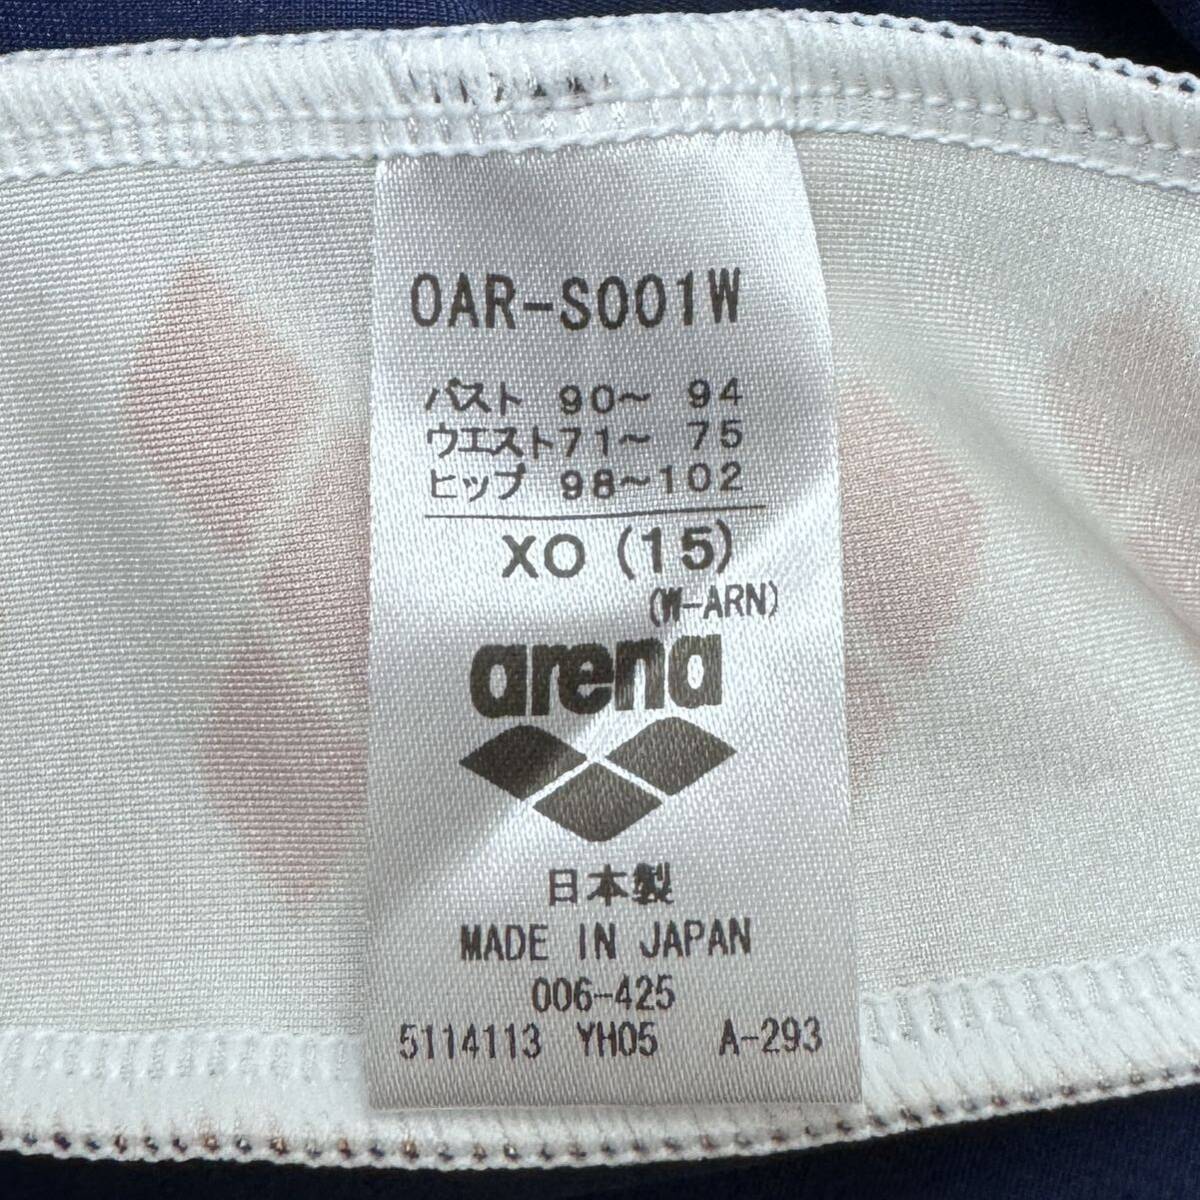 OAR-S001W
バスト 90～ 94
ウエスト71～ 75
ヒップ 98～102
XO (15)
(W-ARN)
arena
日本製
MADE IN JAPAN
006-425
5114113 YH05 A-293